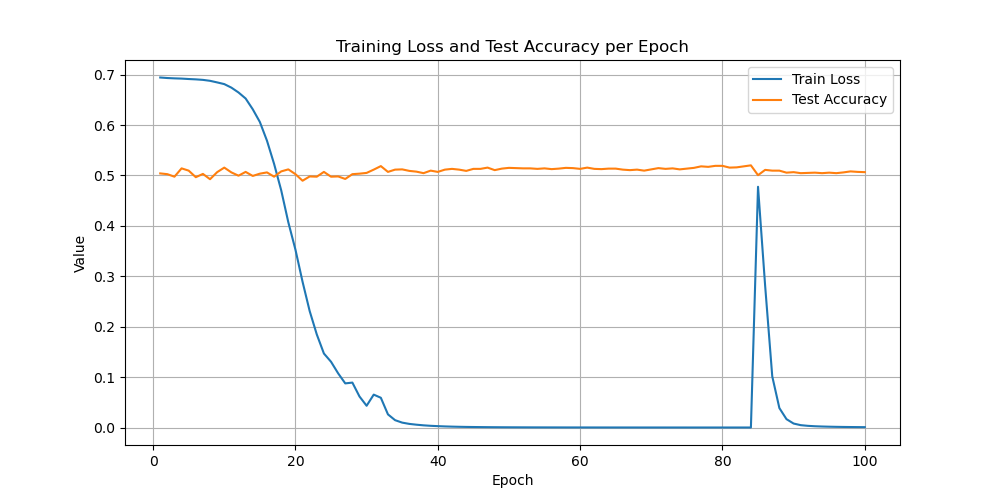 Training Loss and Test Accuracy per Epoch
Train Loss
Test Accuracy
Value
0.7
0.6
0.5
0.4
0.3
0.2
0.1
0.0
0 20 40 60 80 100
Epoch